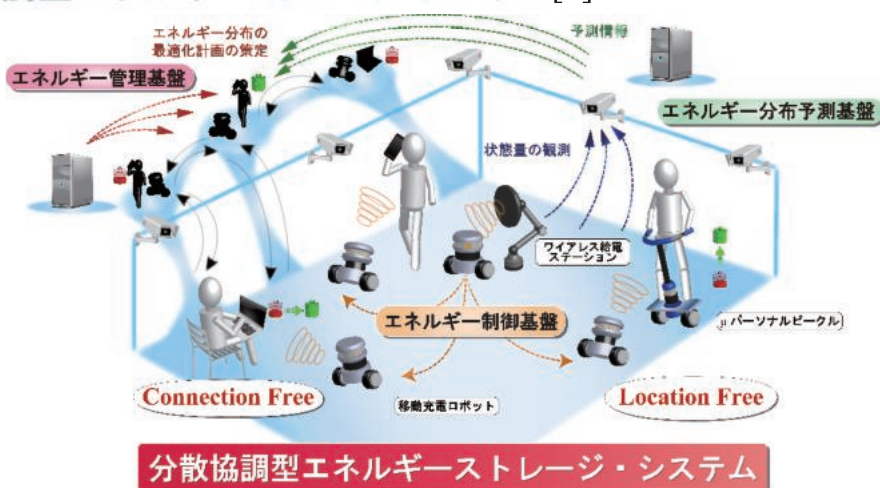 エネルギー分布の
最適化計画の策定
予測情報
エネルギー管理基盤
エネルギー分布予測基盤
状態量の観測
ワイアレス給電
ステーション
μパーソナルビークル
エネルギー制御基盤
Connection Free
移動充電ロボット
Location Free
分散協調型エネルギーストレージ・システム